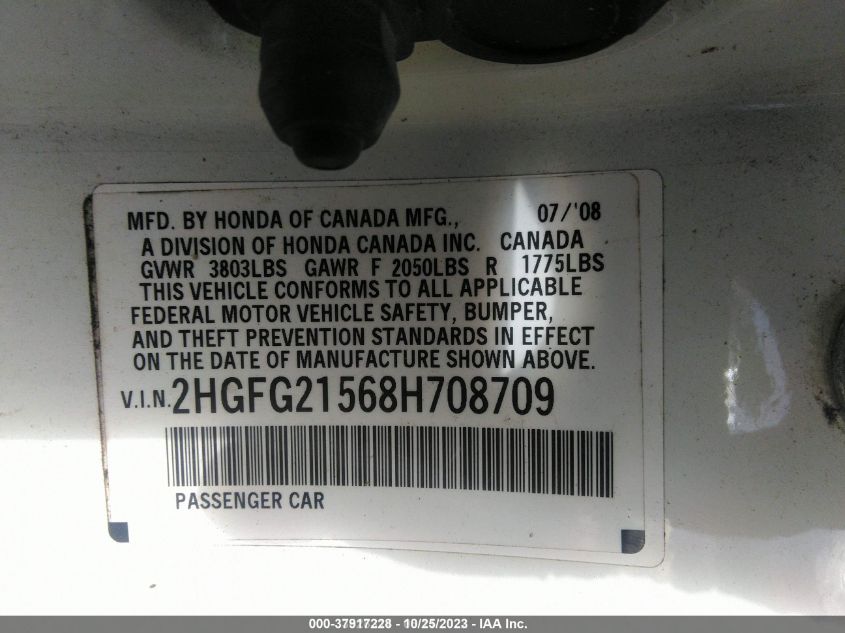 MFD. BY HONDA OF CANADA MFG., 07/'08
A DIVISION OF HONDA CANADA INC. CANADA
GVWR 3803LBS GAWR F 2050LBS R 1775LBS
THIS VEHICLE CONFORMS TO ALL APPLICABLE
FEDERAL MOTOR VEHICLE SAFETY, BUMPER,
AND THEFT PREVENTION STANDARDS IN EFFECT
ON THE DATE OF MANUFACTURE SHOWN ABOVE.
V.I.N. 2HGFG21568H708709
PASSENGER CAR
000-37917228 - 10/25/2023 - IAA Inc.